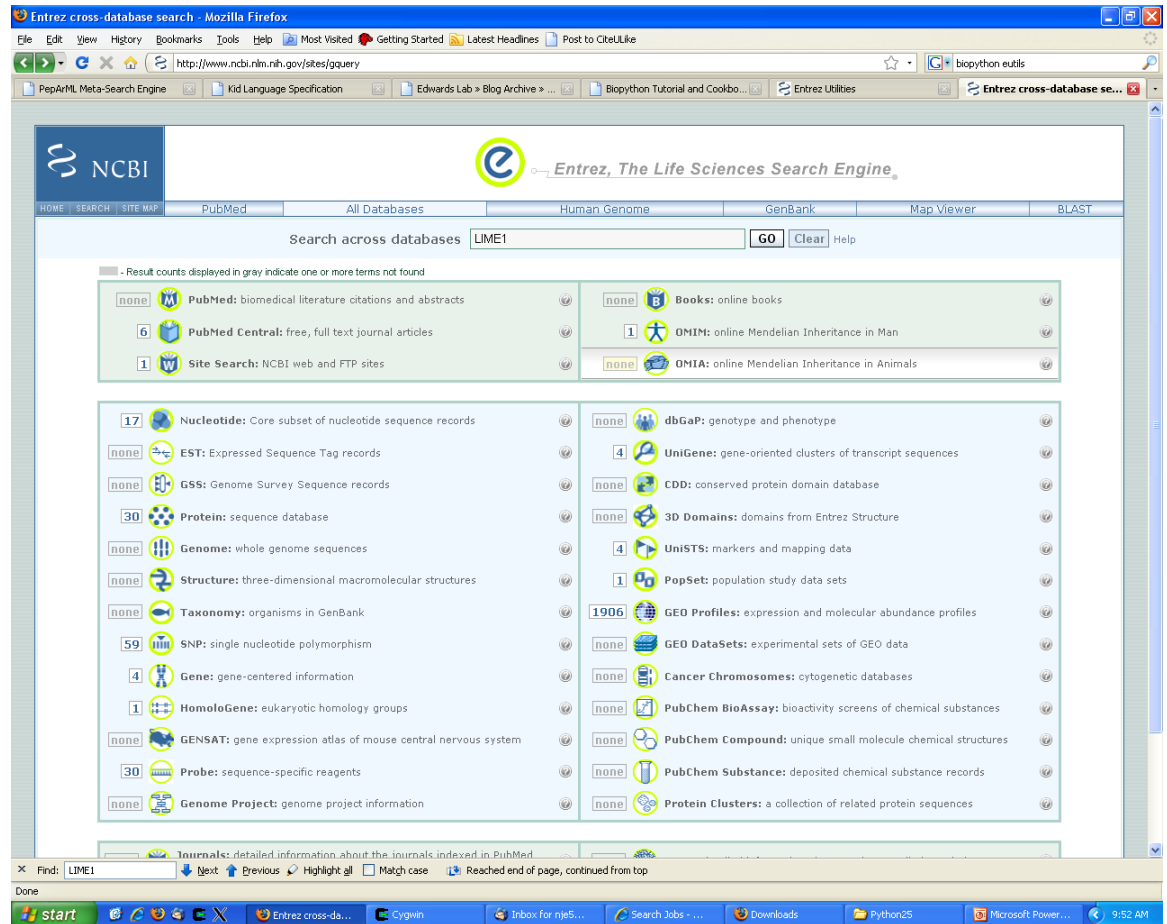 Entrez cross-database search - Mozilla Firefox
File Edit View History Bookmarks Tools Help Most Visited Getting Started Latest Headlines Post to CiteULike
http://www.ncbi.nlm.nih.gov/sites/gquery biopython eutils
PepArML Meta-Search Engine Kid Language Specification Edwards Lab » Blog Archive » ... Biopython Tutorial and Cookbo... Entrez Utilities Entrez cross-database se...
NCBI
Entrez, The Life Sciences Search Engine
HOME SEARCH SITE MAP PubMed All Databases Human Genome GenBank Map Viewer BLAST
Search across databases LIME1 GO Clear Help
- Result counts displayed in gray indicate one or more terms not found
none PubMed: biomedical literature citations and abstracts none Books: online books
6 PubMed Central: free, full text journal articles 1 OMIM: online Mendelian Inheritance in Man
1 Site Search: NCBI web and FTP sites none OMIA: online Mendelian Inheritance in Animals
17 Nucleotide: Core subset of nucleotide sequence records none dbGaP: genotype and phenotype
none EST: Expressed Sequence Tag records 4 UniGene: gene-oriented clusters of transcript sequences
none GSS: Genome Survey Sequence records none CDD: conserved protein domain database
30 Protein: sequence database none 3D Domains: domains from Entrez Structure
none Genome: whole genome sequences 4 UniSTS: markers and mapping data
none Structure: three-dimensional macromolecular structures 1 PopSet: population study data sets
none Taxonomy: organisms in GenBank 1906 GEO Profiles: expression and molecular abundance profiles
59 SNP: single nucleotide polymorphism none GEO DataSets: experimental sets of GEO data
4 Gene: gene-centered information none Cancer Chromosomes: cytogenetic databases
1 HomoloGene: eukaryotic homology groups none PubChem BioAssay: bioactivity screens of chemical substances
none GENSAT: gene expression atlas of mouse central nervous system none PubChem Compound: unique small molecule chemical structures
30 Probe: sequence-specific reagents none PubChem Substance: deposited chemical substance records
none Genome Project: genome project information none Protein Clusters: a collection of related protein sequences
Journals: detailed information about the journals indexed in PubMed
Find: LIME1 Next Previous Highlight all Match case Reached end of page, continued from top
Done
start Entrez cross-da... Cygwin Inbox for nje5... Search Jobs - ... Downloads Python25 Microsoft Power... 9:52 AM